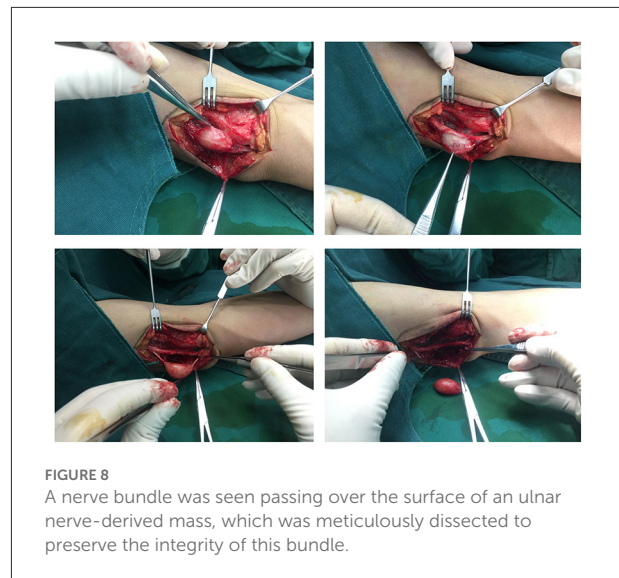 FIGURE 8
A nerve bundle was seen passing over the surface of an ulnar
nerve-derived mass, which was meticulously dissected to
preserve the integrity of this bundle.